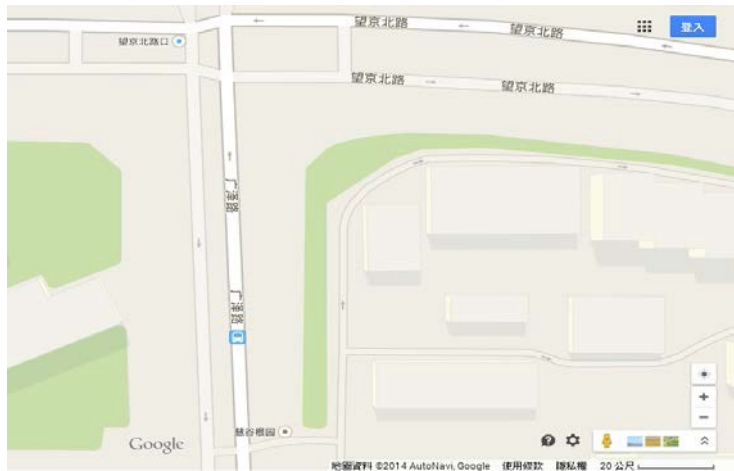 望京北路
望京北路
登入
望京北路口
望京北路
望京北路
广泽路
广泽路
慧谷根园
Google
地圖資料 ©2014 AutoNavi, Google 使用條款 隱私權 20 公尺